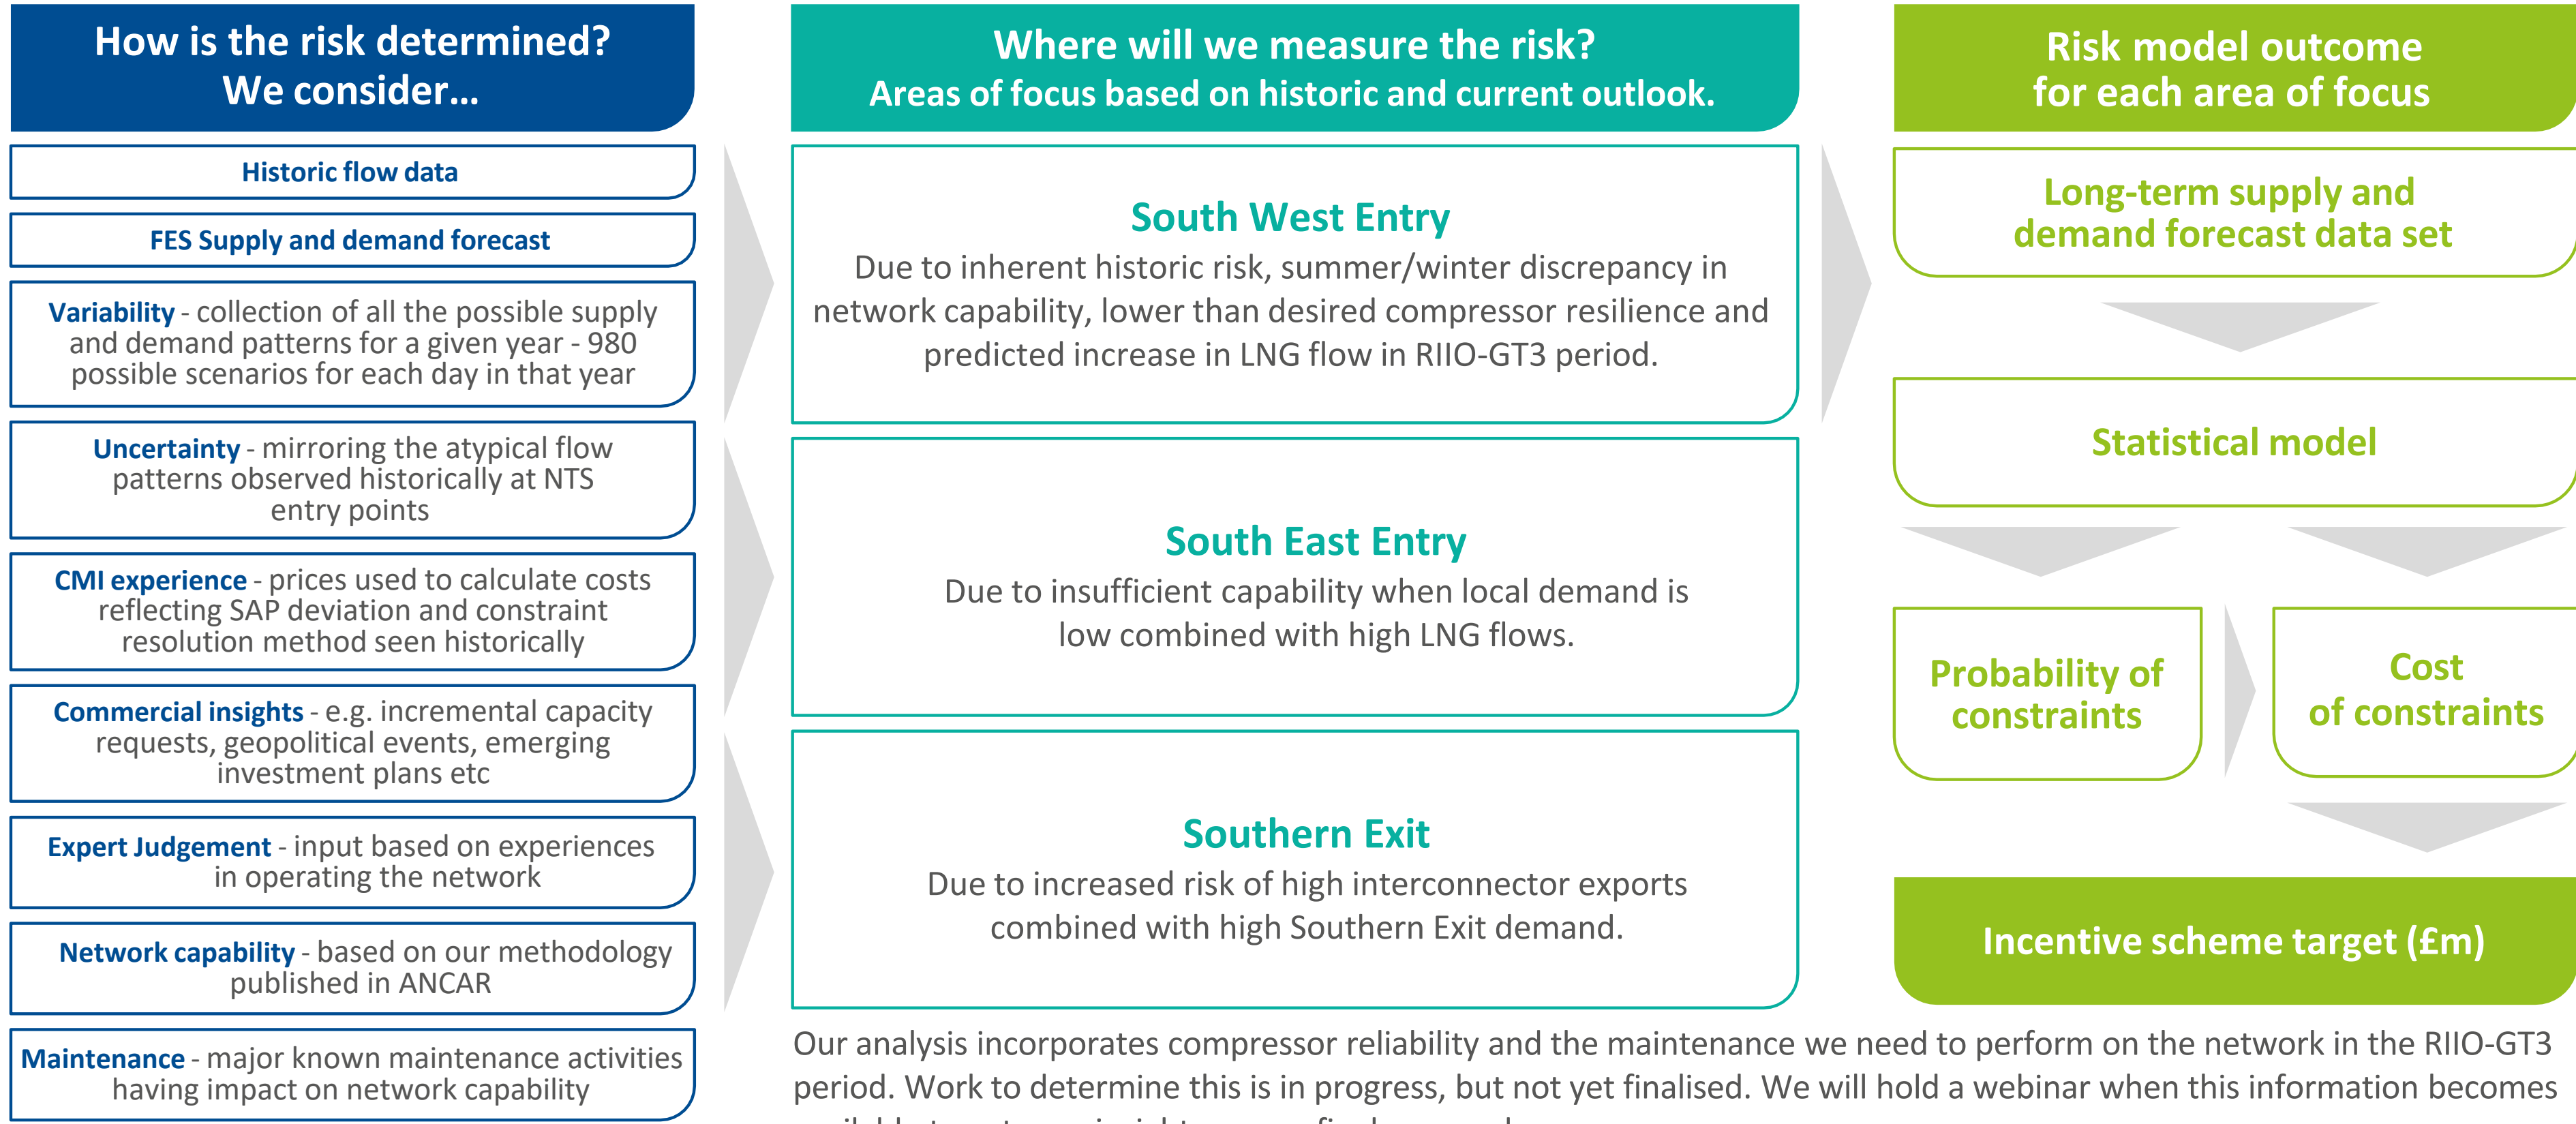 How is the risk determined?
We consider...
Historic flow data
FES Supply and demand forecast
Variability - collection of all the possible supply
and demand patterns for a given year - 980
possible scenarios for each day in that year
Uncertainty - mirroring the atypical flow
patterns observed historically at NTS
entry points
CMI experience - prices used to calculate costs
reflecting SAP deviation and constraint
resolution method seen historically
Commercial insights - e.g. incremental capacity
requests, geopolitical events, emerging
investment plans etc
Expert Judgement - input based on experiences
in operating the network
Network capability - based on our methodology
published in ANCAR
Maintenance - major known maintenance activities
having impact on network capability
Where will we measure the risk?
Areas of focus based on historic and current outlook.
South West Entry
Due to inherent historic risk, summer/winter discrepancy in
network capability, lower than desired compressor resilience and
predicted increase in LNG flow in RIIO-GT3 period.
South East Entry
Due to insufficient capability when local demand is
low combined with high LNG flows.
Southern Exit
Due to increased risk of high interconnector exports
combined with high Southern Exit demand.
Risk model outcome
for each area of focus
Long-term supply and
demand forecast data set
Statistical model
Probability of
constraints
Cost
of constraints
Incentive scheme target (£m)
Our analysis incorporates compressor reliability and the maintenance we need to perform on the network in the RIIO-GT3
period. Work to determine this is in progress, but not yet finalised. We will hold a webinar when this information becomes